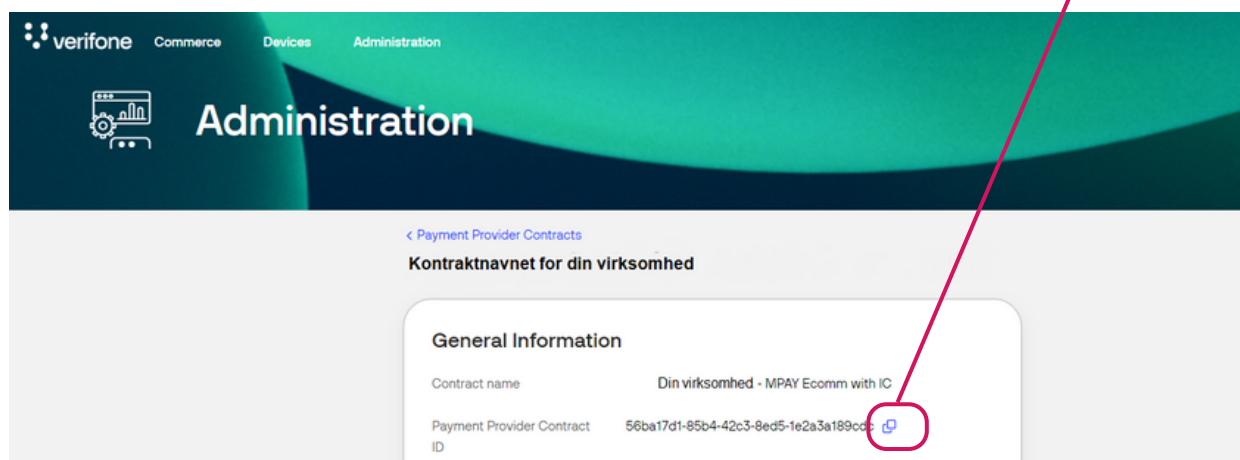 verifone Commerce Devices Administration
Administration
< Payment Provider Contracts
Kontraktnavnet for din virksomhed
General Information
Contract name Din virksomhed - MPAY Ecomm with IC
Payment Provider Contract 56ba17d1-85b4-42c3-8ed5-1e2a3a189cdc
ID